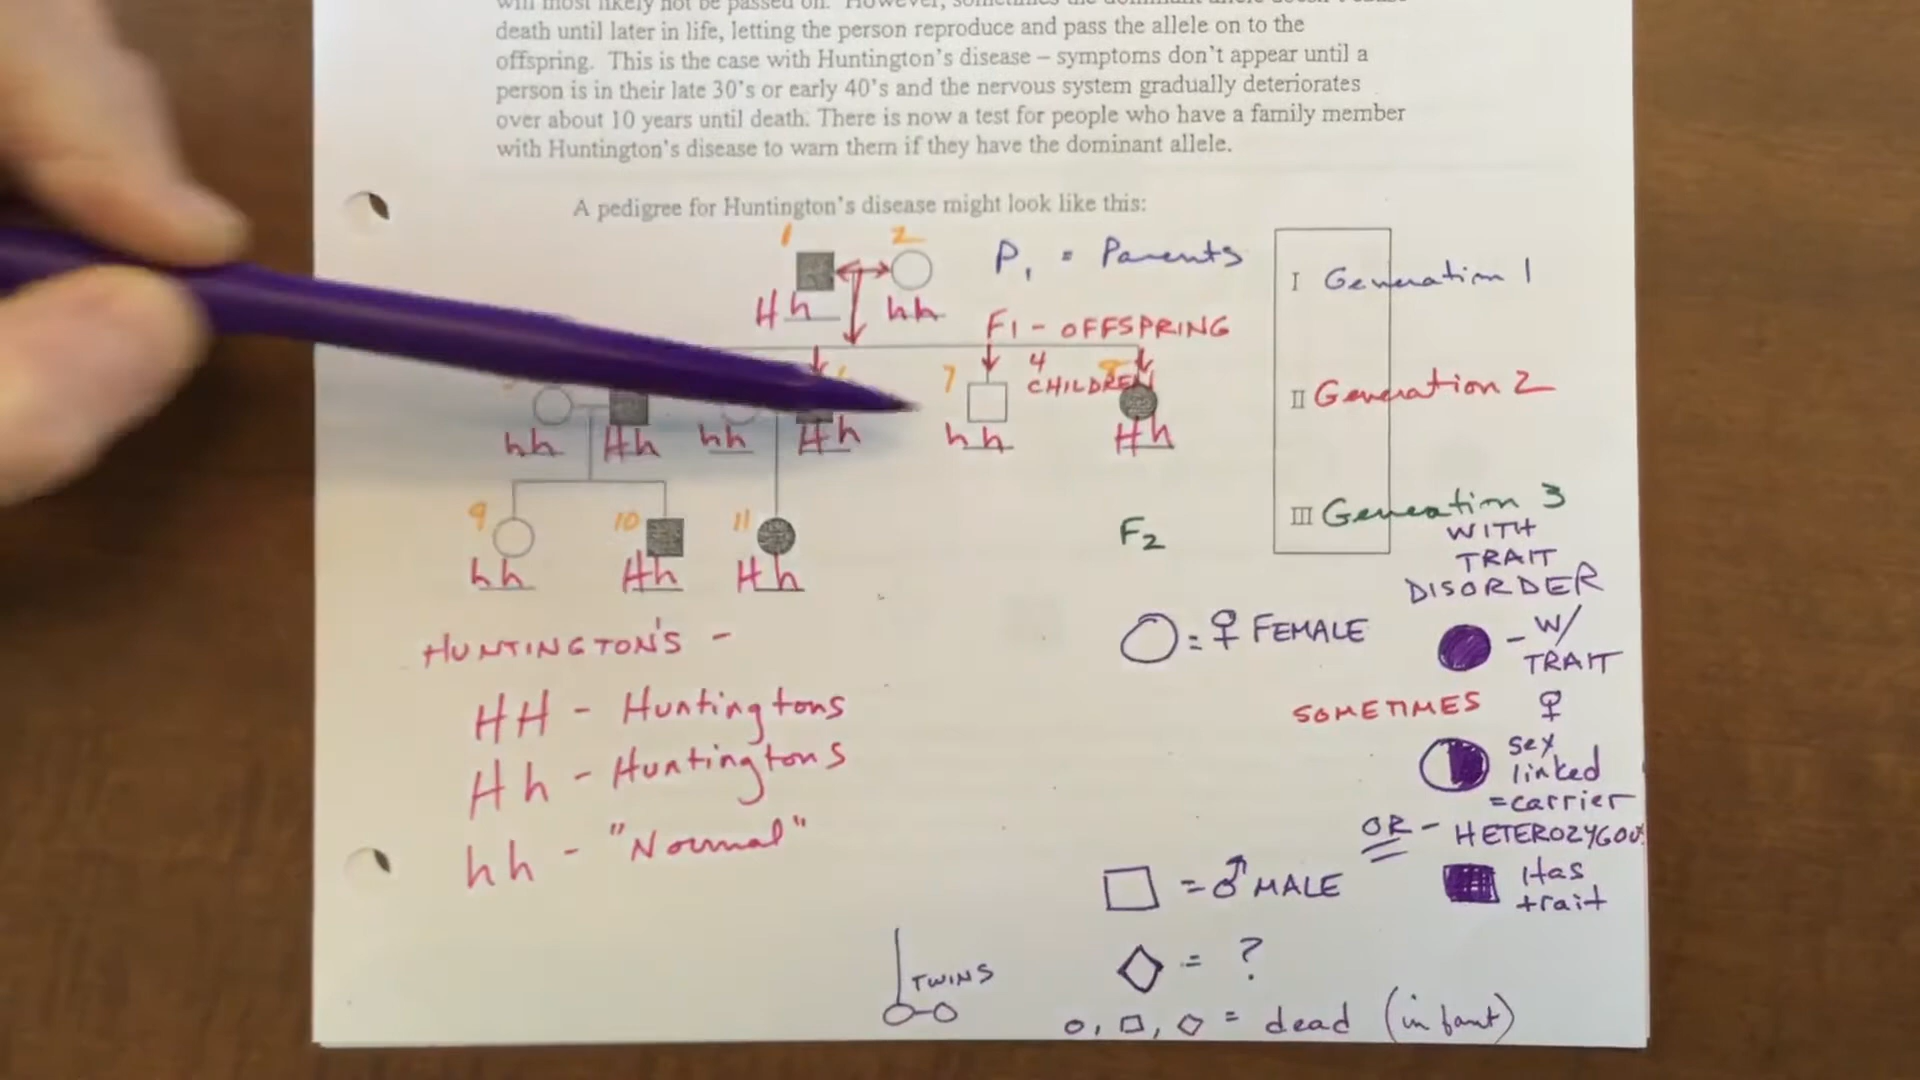 death until later in life, letting the person reproduce and pass the allele on to the
offspring. This is the case with Huntington's disease – symptoms don't appear until a
person is in their late 30's or early 40's and the nervous system gradually deteriorates
over about 10 years until death. There is now a test for people who have a family member
with Huntington's disease to warn them if they have the dominant allele.
A pedigree for Huntington's disease might look like this:
1 2 P1 = Parents
I Generation 1
Hh hh
F1 - OFFSPRING
7 4 CHILDREN
II Generation 2
hh Hh hh Hh hh Hh
9 10 11
F2
III Generation 3
hh Hh Hh
WITH
TRAIT
DISORDER
HUNTINGTON'S -
HH - Huntingtons
Hh - Huntingtons
hh - "Normal"
= ♀ FEMALE
- W/
TRAIT
SOMETIMES ♀
sex
linked
= carrier
OR - HETEROZYGOU
= ♂ MALE
Has
trait
= ?
TWINS
= dead (infant)